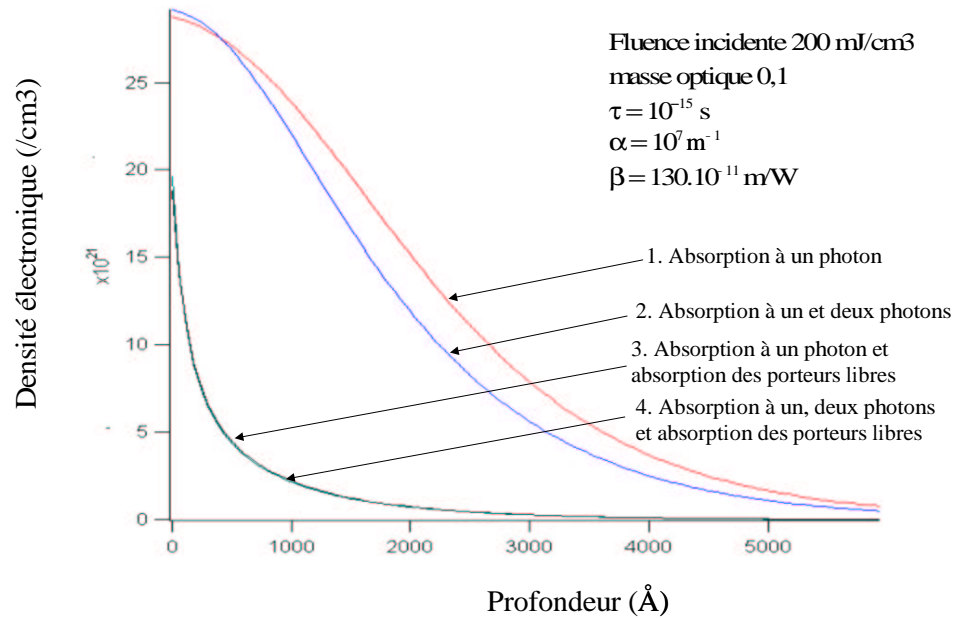 Densité électronique (/cm3)
x10²¹
25
20
15
10
5
0
Fluence incidente 200 mJ/cm3
masse optique 0,1
τ = 10⁻¹⁵ s
α = 10⁷ m⁻¹
β = 130.10⁻¹¹ m/W
1. Absorption à un photon
2. Absorption à un et deux photons
3. Absorption à un photon et
absorption des porteurs libres
4. Absorption à un, deux photons
et absorption des porteurs libres
0 1000 2000 3000 4000 5000
Profondeur (Å)